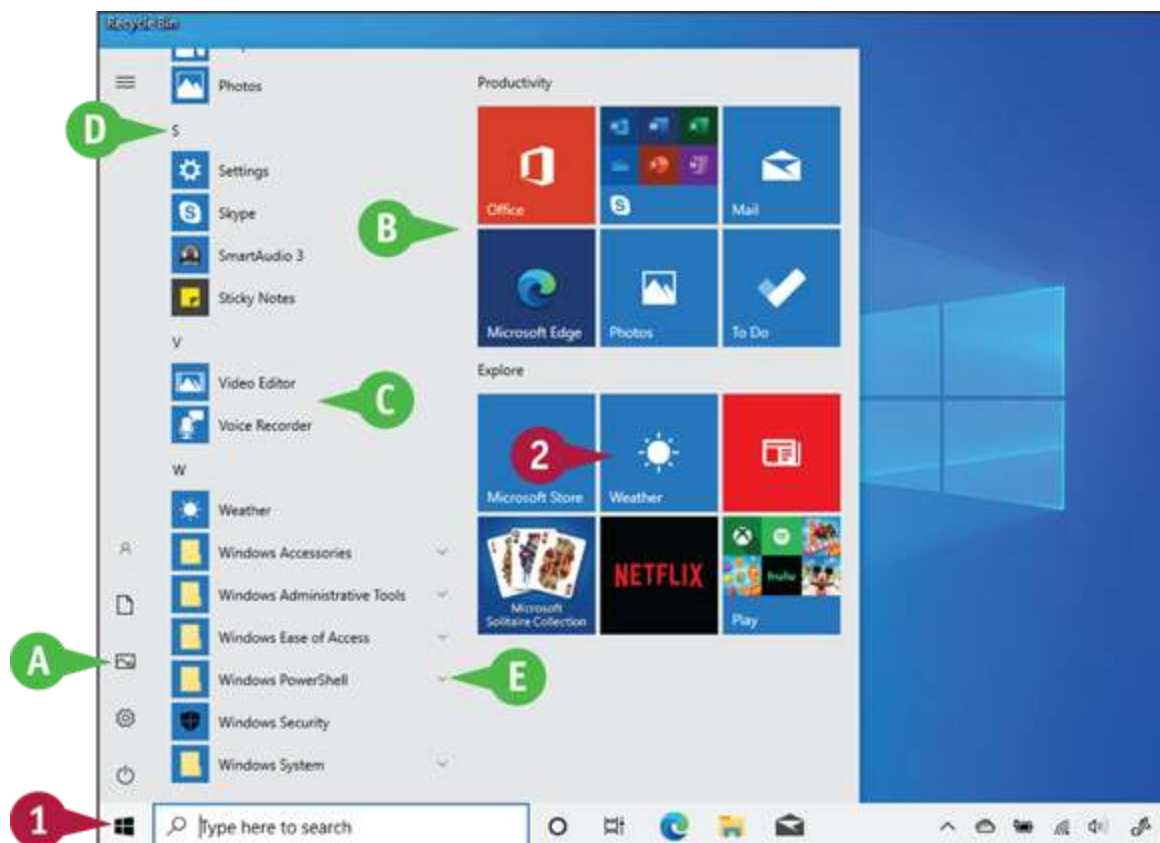 Recycle Bin
Photos
D
S
Settings
Skype
SmartAudio 3
Sticky Notes
V
Video Editor
C
Voice Recorder
W
Weather
Windows Accessories
Windows Administrative Tools
Windows Ease of Access
A
Windows PowerShell
E
Windows Security
Windows System
Productivity
Office
S
Mail
B
Microsoft Edge
Photos
To Do
Explore
2
Microsoft Store
Weather
Microsoft
Solitaire Collection
NETFLIX
hulu
Play
1
Type here to search